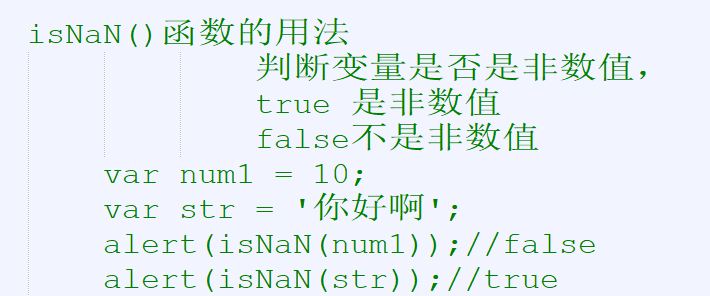 isNaN()函数的用法
判断变量是否是非数值，
true 是非数值
false不是非数值
var num1 = 10;
var str = '你好啊';
alert(isNaN(num1));//false
alert(isNaN(str));//true